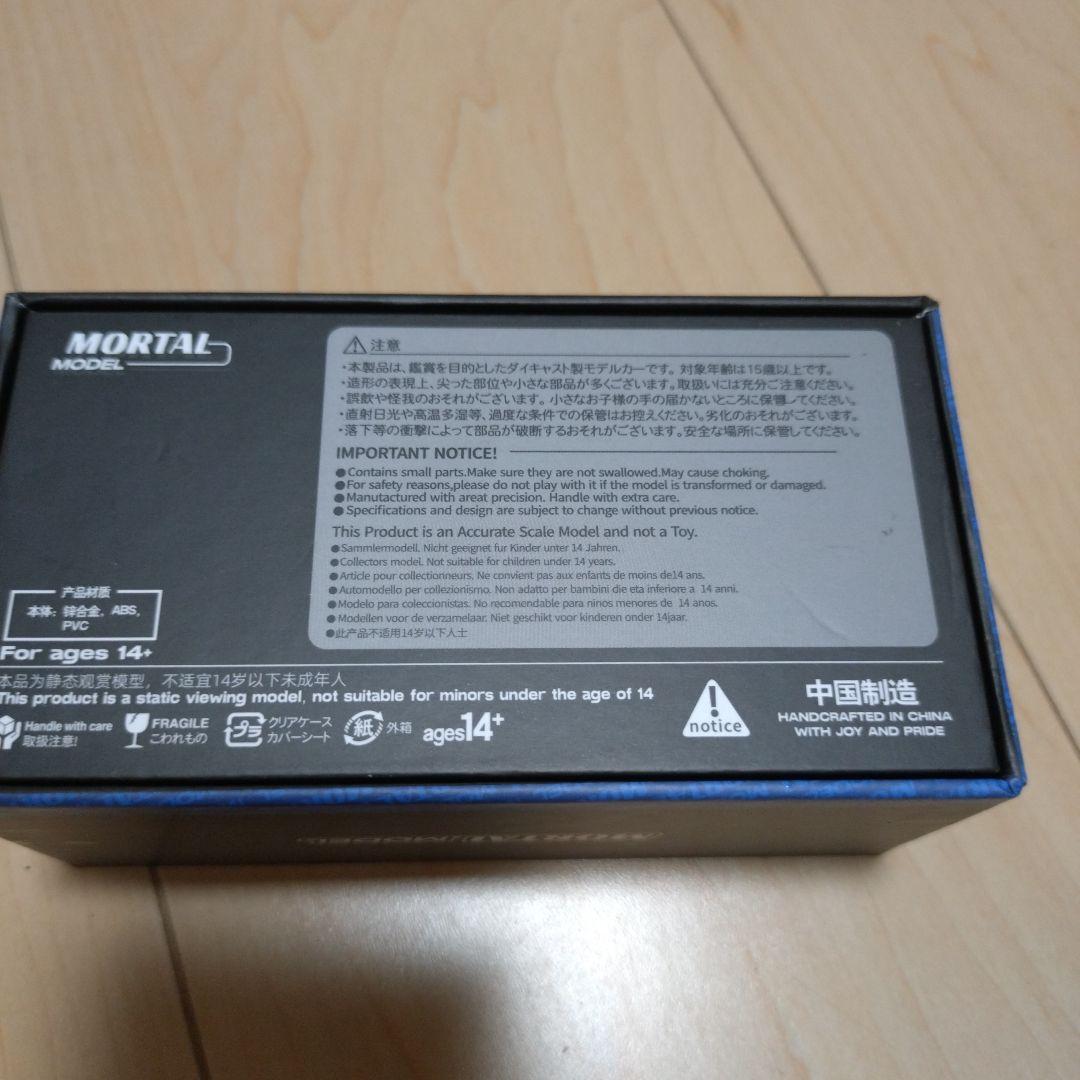 MORTAL
MODEL
注意
・本製品は、鑑賞を目的としたダイキャスト製モデルカーです。対象年齢は15歳以上です。
・造形の表現上、尖った部位や小さな部品が多くございます。取扱いには充分ご注意ください。
・誤飲や怪我のおそれがございます。小さなお子様の手の届かないところに保管してください。
・直射日光や高温多湿等、過度な条件での保管はお控えください。劣化のおそれがございます。
・落下等の衝撃によって部品が破断するおそれがございます。安全な場所に保管してください。
IMPORTANT NOTICE!
●Contains small parts.Make sure they are not swallowed.May cause choking.
●For safety reasons,please do not play with it if the model is transformed or damaged.
●Manutactured with areat precision. Handle with extra care.
●Specifications and design are subject to change without previous notice.
This Product is an Accurate Scale Model and not a Toy.
●Sammlermodell. Nicht geeignet fur Kinder unter 14 Jahren.
●Collectors model. Not suitable for children under 14 years.
●Article pour collectionneurs. Ne convient pas aux enfants de moins de14 ans.
●Automodello per collezionismo. Non adatto per bambini die eta inferiore a 14 anni.
●Modelo para coleccionistas. No recomendable para ninos menores de 14 anos.
●Modellen voor de verzamelaar. Niet geschikt voor kinderen onder 14jaar.
●此产品不适用14岁以下人士
产品材质
本体：锌合金，ABS，
PVC
For ages 14+
本品为静态观赏模型，不适宜14岁以下未成年人
This product is a static viewing model, not suitable for minors under the age of 14
Handle with care
取扱注意!
FRAGILE
こわれもの
プラ
クリアケース
カバーシート
紙
外箱
ages14+
notice
中国制造
HANDCRAFTED IN CHINA
WITH JOY AND PRIDE
MORTAL MODEL